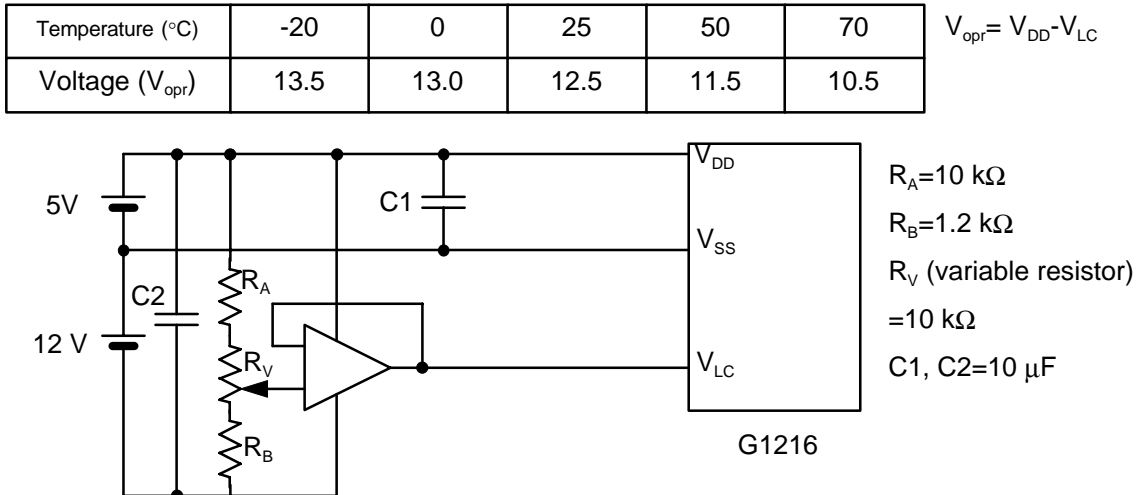 Temperature (°C) -20 0 25 50 70
Voltage (Vopr) 13.5 13.0 12.5 11.5 10.5
Vopr= VDD-VLC
5V
12 V
C2
C1
RA
RV
RB
VDD
VSS
VLC
G1216
RA=10 kΩ
RB=1.2 kΩ
RV (variable resistor)
=10 kΩ
C1, C2=10 μF